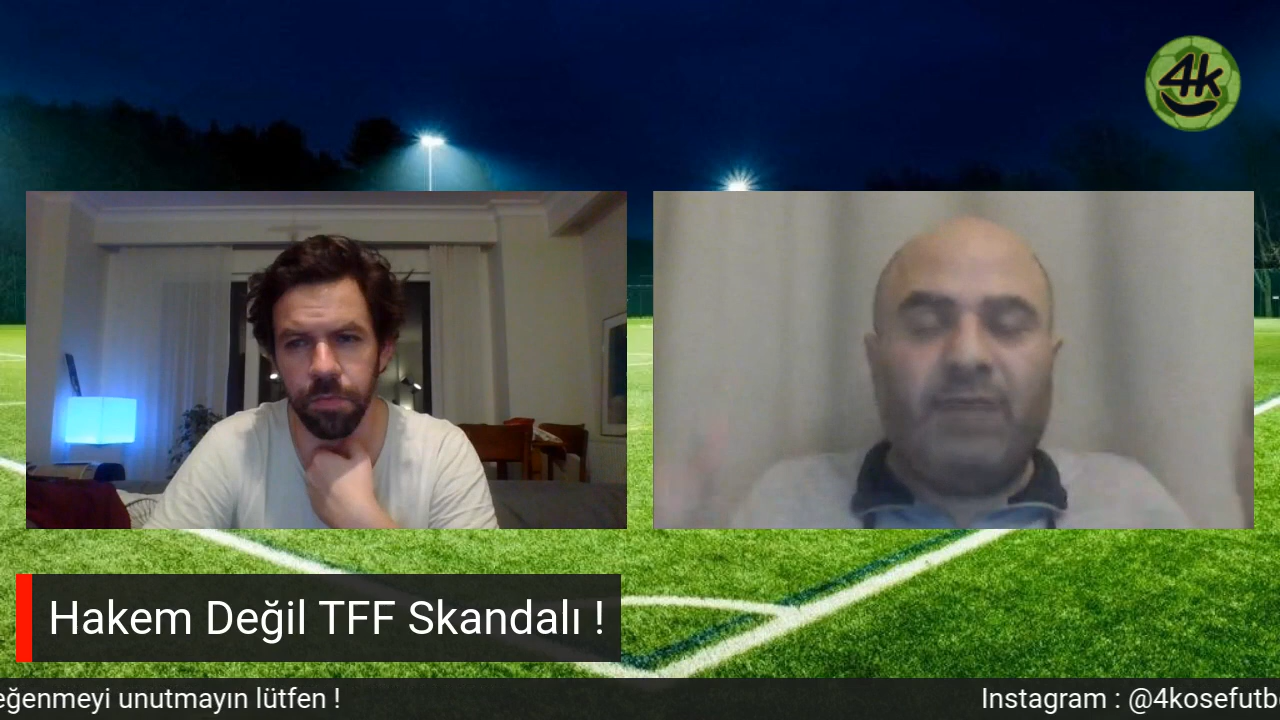 4k
Hakem Değil TFF Skandalı !
eğenmeyi unutmayın lütfen !
Instagram : @4kosefutb